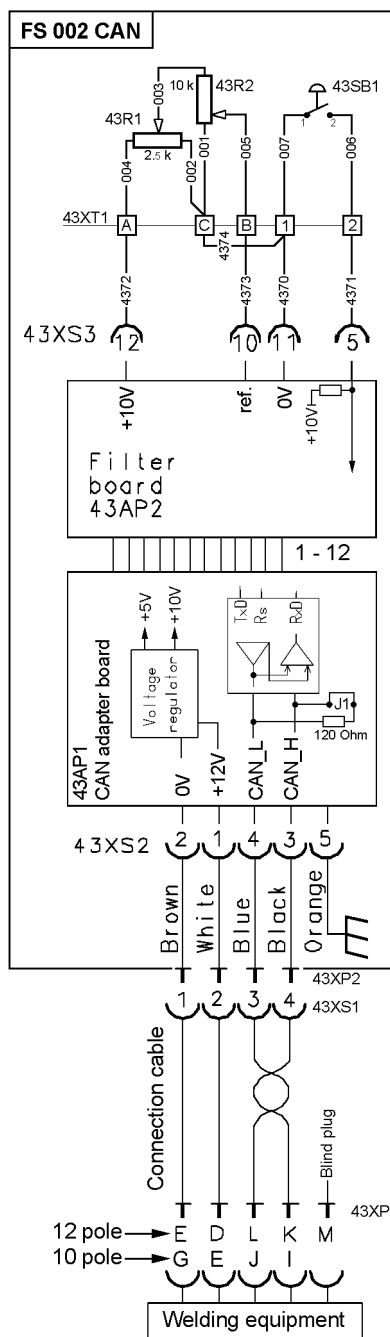 FS 002 CAN
10 k
43R2
003
43R1
2.5 k
43SB1
1 2
004
002
001
005
007
006
43XT1
A C B 1 2
4374
4372
4373
4370
4371
43XS3
12 10 11 5
+10V
ref.
0V
+10V
Filter
board
43AP2
1 - 12
43AP1
CAN adapter board
+5V
+10V
Voltage
regulator
TxD
Rs
RxD
J1
120 Ohm
0V
+12V
CAN_L
CAN_H
43XS2
2 1 4 3 5
Brown
White
Blue
Black
Orange
43XP2
1 2 3 4
43XS1
Connection cable
Blind plug
43XP
12 pole E D L K M
10 pole G E J I
Welding equipment